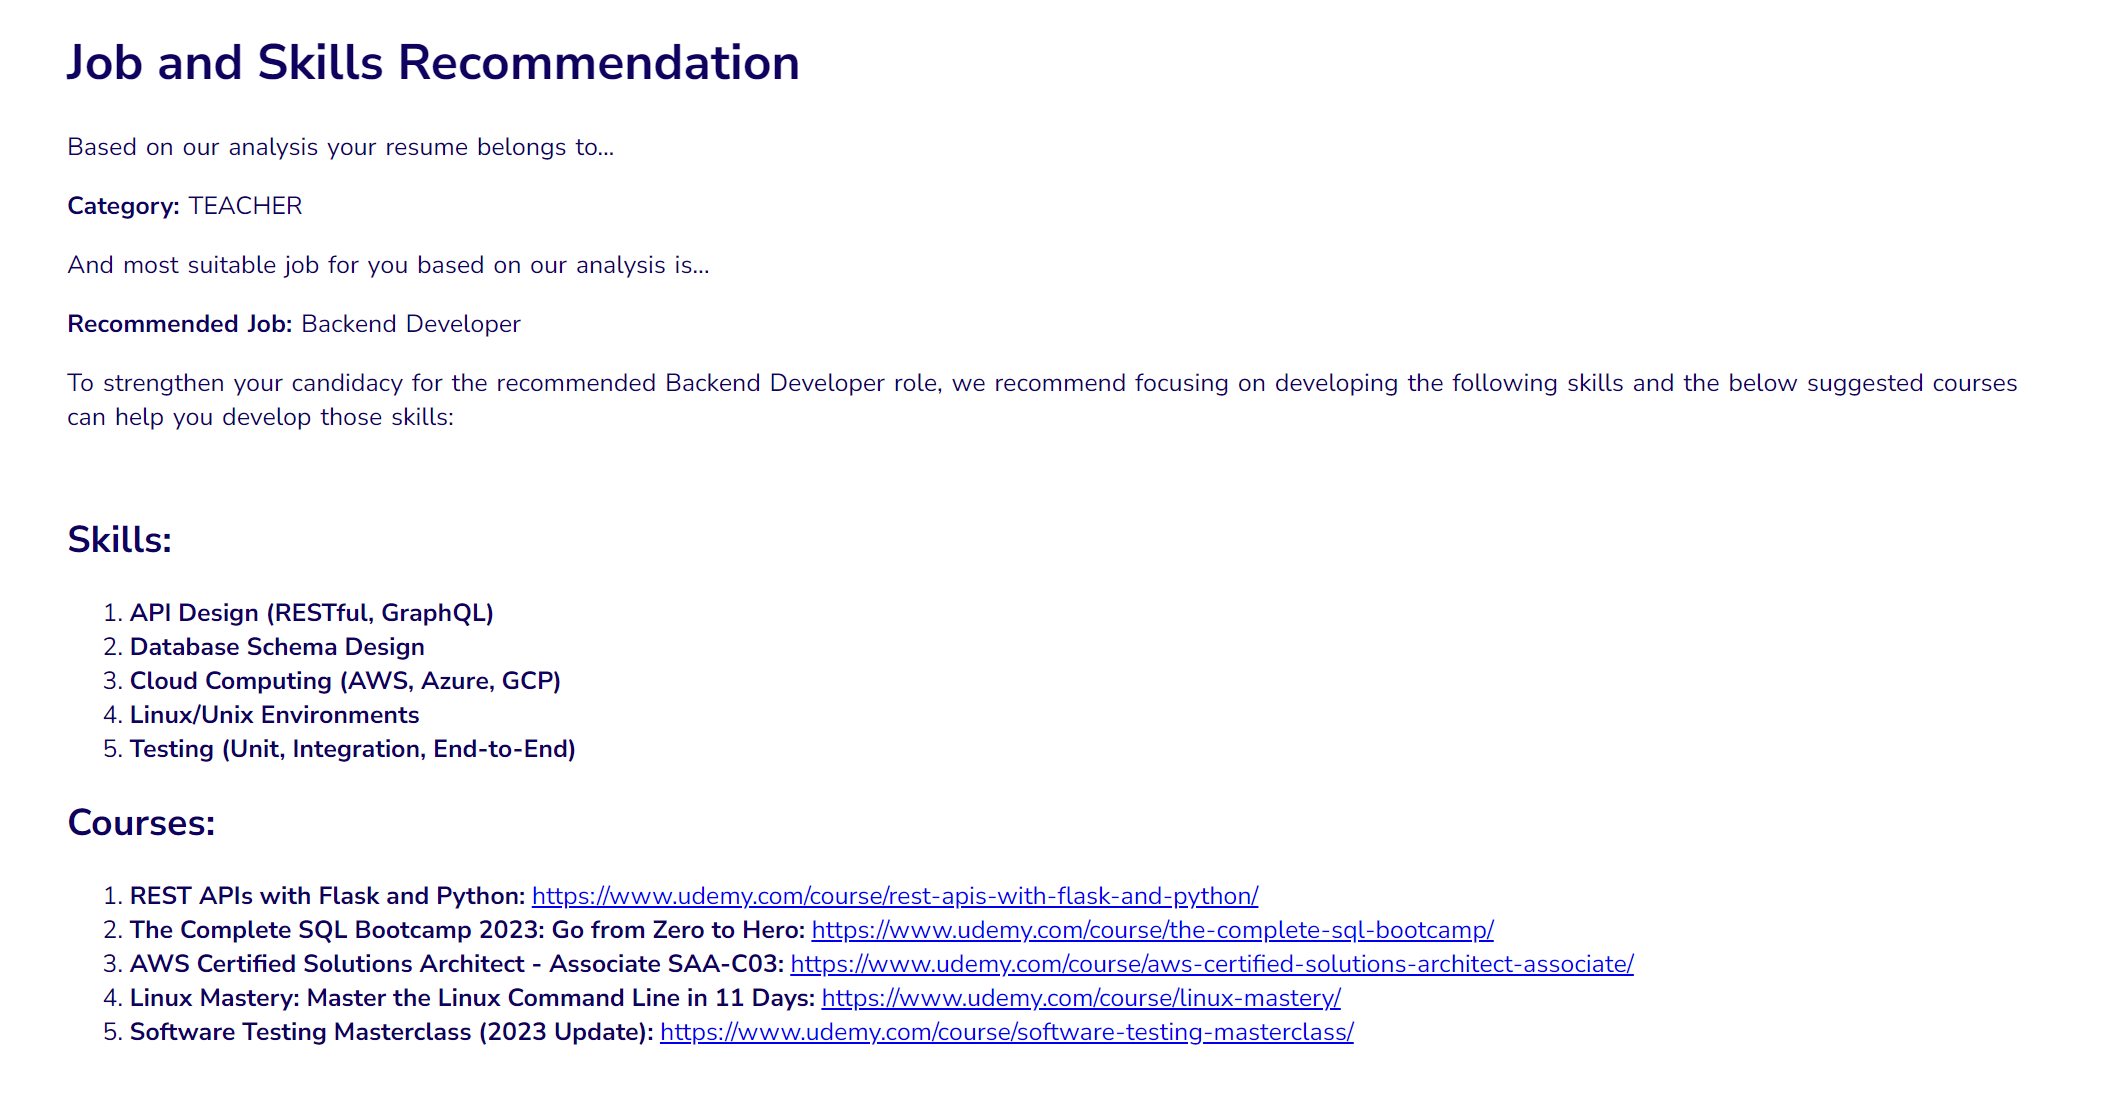 Job and Skills Recommendation
Based on our analysis your resume belongs to...
Category: TEACHER
And most suitable job for you based on our analysis is...
Recommended Job: Backend Developer
To strengthen your candidacy for the recommended Backend Developer role, we recommend focusing on developing the following skills and the below suggested courses
can help you develop those skills:
Skills:
1. API Design (RESTful, GraphQL)
2. Database Schema Design
3. Cloud Computing (AWS, Azure, GCP)
4. Linux/Unix Environments
5. Testing (Unit, Integration, End-to-End)
Courses:
1. REST APIs with Flask and Python: https://www.udemy.com/course/rest-apis-with-flask-and-python/
2. The Complete SQL Bootcamp 2023: Go from Zero to Hero: https://www.udemy.com/course/the-complete-sql-bootcamp/
3. AWS Certified Solutions Architect - Associate SAA-C03: https://www.udemy.com/course/aws-certified-solutions-architect-associate/
4. Linux Mastery: Master the Linux Command Line in 11 Days: https://www.udemy.com/course/linux-mastery/
5. Software Testing Masterclass (2023 Update): https://www.udemy.com/course/software-testing-masterclass/